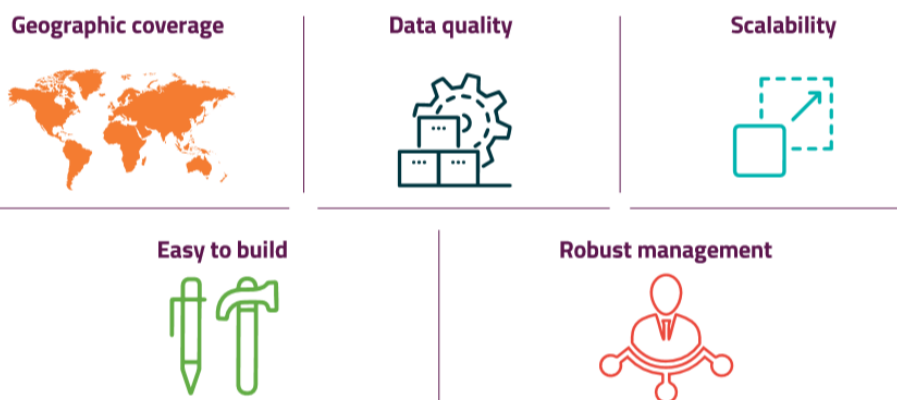 Geographic coverage
Data quality
Scalability
Easy to build
Robust management